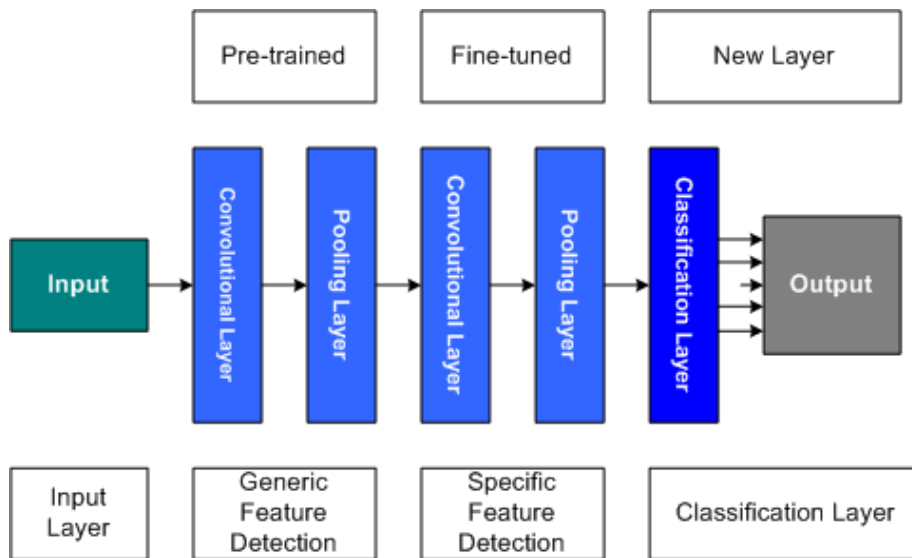 Pre-trained
Fine-tuned
New Layer
Input
Convolutional Layer
Pooling Layer
Convolutional Layer
Pooling Layer
Classification Layer
Output
Input
Layer
Generic
Feature
Detection
Specific
Feature
Detection
Classification Layer